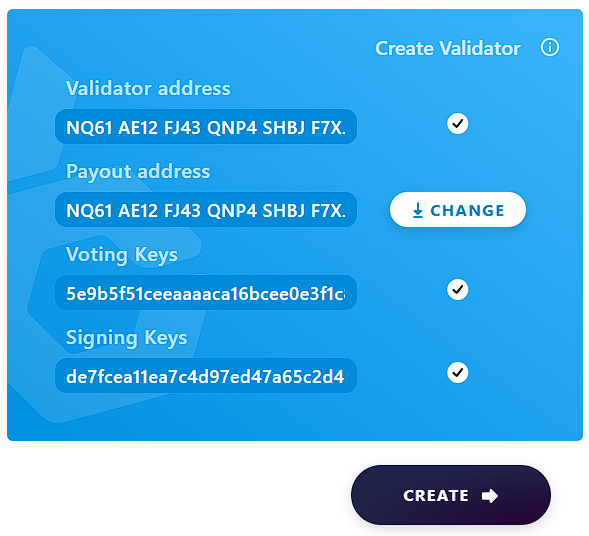 Create Validator
Validator address
NQ61 AE12 FJ43 QNP4 SHBJ F7X.
Payout address
NQ61 AE12 FJ43 QNP4 SHBJ F7X.
CHANGE
Voting Keys
5e9b5f51ceeaaaaca16bcee0e3f1c
Signing Keys
de7fcea11ea7c4d97ed47a65c2d4
CREATE